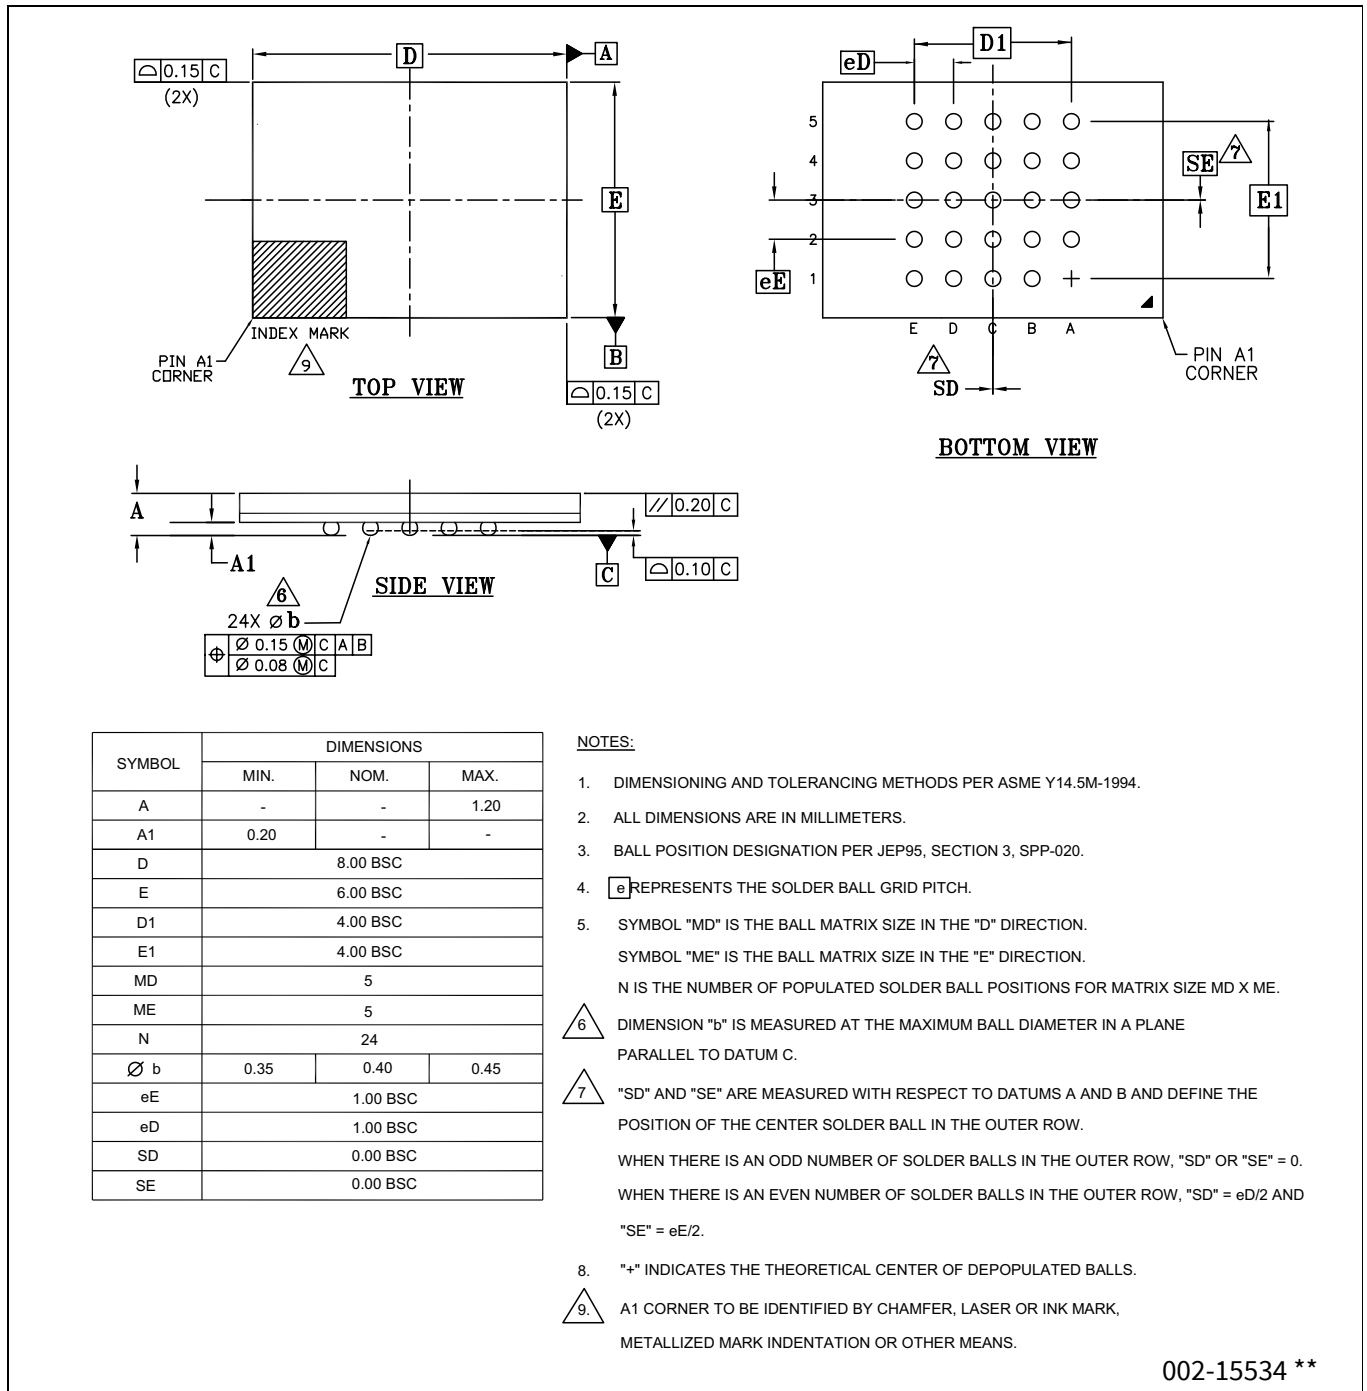 D
A
⌓ 0.15 C
(2X)
E
INDEX MARK
9
PIN A1
CORNER
TOP VIEW
B
⌓ 0.15 C
(2X)
D1
eD
5
4
3
2
1
SE
7
E1
eE
E D C B A
7
SD
PIN A1
CORNER
BOTTOM VIEW
A
A1
// 0.20 C
C
⌓ 0.10 C
SIDE VIEW
6
24X Ø b
⌖ Ø 0.15 Ⓜ C A B
Ø 0.08 Ⓜ C
SYMBOL DIMENSIONS
MIN. NOM. MAX.
A - - 1.20
A1 0.20 - -
D 8.00 BSC
E 6.00 BSC
D1 4.00 BSC
E1 4.00 BSC
MD 5
ME 5
N 24
Ø b 0.35 0.40 0.45
eE 1.00 BSC
eD 1.00 BSC
SD 0.00 BSC
SE 0.00 BSC
NOTES:
1. DIMENSIONING AND TOLERANCING METHODS PER ASME Y14.5M-1994.
2. ALL DIMENSIONS ARE IN MILLIMETERS.
3. BALL POSITION DESIGNATION PER JEP95, SECTION 3, SPP-020.
4. e REPRESENTS THE SOLDER BALL GRID PITCH.
5. SYMBOL "MD" IS THE BALL MATRIX SIZE IN THE "D" DIRECTION.
SYMBOL "ME" IS THE BALL MATRIX SIZE IN THE "E" DIRECTION.
N IS THE NUMBER OF POPULATED SOLDER BALL POSITIONS FOR MATRIX SIZE MD X ME.
6 DIMENSION "b" IS MEASURED AT THE MAXIMUM BALL DIAMETER IN A PLANE
PARALLEL TO DATUM C.
7 "SD" AND "SE" ARE MEASURED WITH RESPECT TO DATUMS A AND B AND DEFINE THE
POSITION OF THE CENTER SOLDER BALL IN THE OUTER ROW.
WHEN THERE IS AN ODD NUMBER OF SOLDER BALLS IN THE OUTER ROW, "SD" OR "SE" = 0.
WHEN THERE IS AN EVEN NUMBER OF SOLDER BALLS IN THE OUTER ROW, "SD" = eD/2 AND
"SE" = eE/2.
8. "+" INDICATES THE THEORETICAL CENTER OF DEPOPULATED BALLS.
9. A1 CORNER TO BE IDENTIFIED BY CHAMFER, LASER OR INK MARK,
METALLIZED MARK INDENTATION OR OTHER MEANS.
002-15534 **